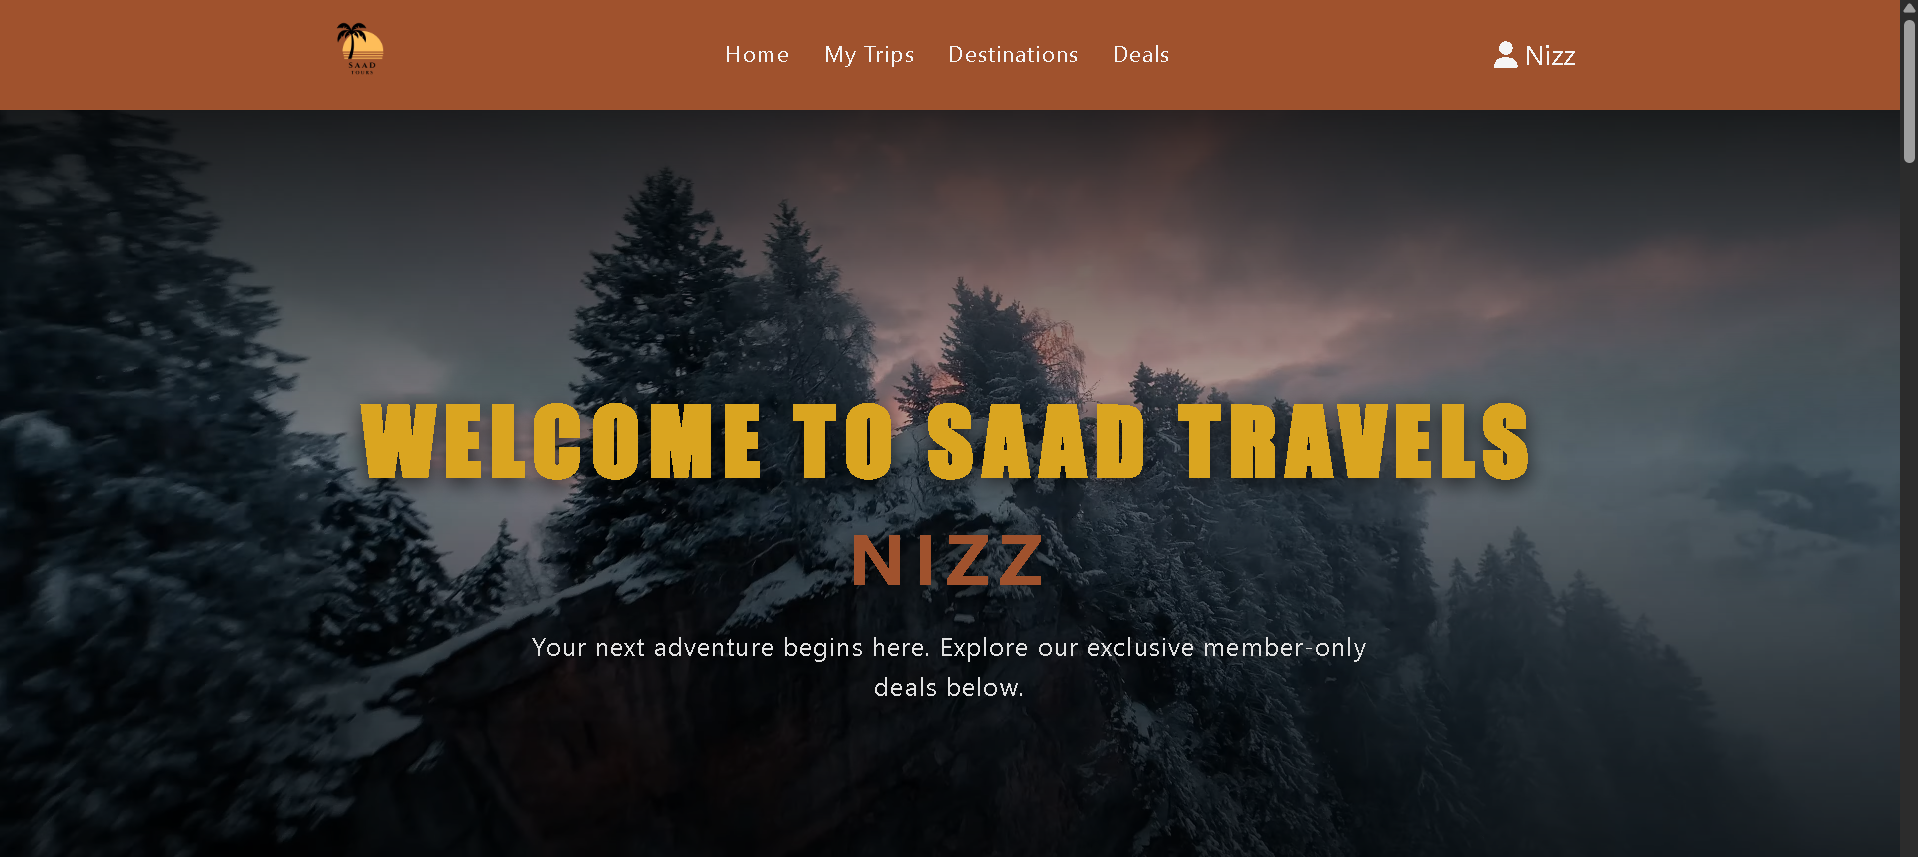 SAAD
TOURS
Home My Trips Destinations Deals
Nizz
WELCOME TO SAAD TRAVELS
NIZZ
Your next adventure begins here. Explore our exclusive member-only
deals below.